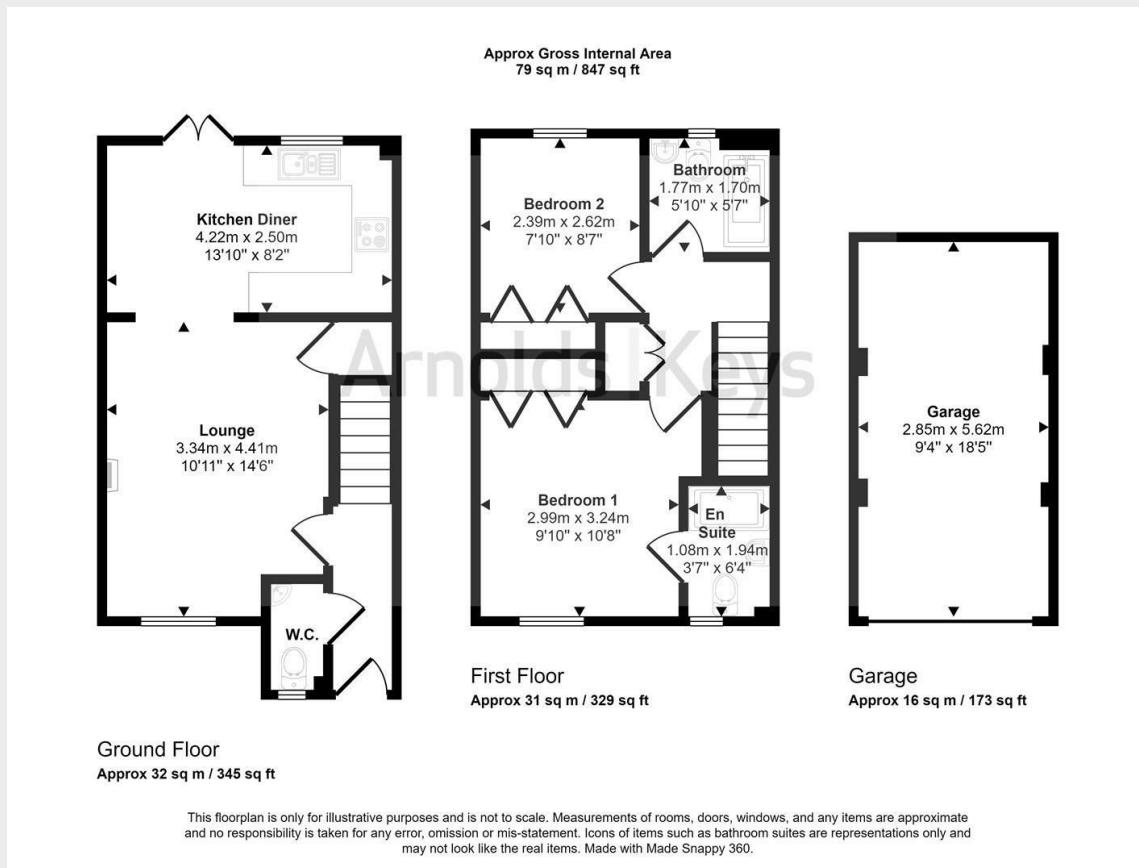 Approx Gross Internal Area
79 sq m / 847 sq ft
Kitchen Diner
4.22m x 2.50m
13'10" x 8'2"
Lounge
3.34m x 4.41m
10'11" x 14'6"
W.C.
Ground Floor
Approx 32 sq m / 345 sq ft
Bedroom 2
2.39m x 2.62m
7'10" x 8'7"
Bathroom
1.77m x 1.70m
5'10" x 5'7"
Bedroom 1
2.99m x 3.24m
9'10" x 10'8"
En
Suite
1.08m x 1.94m
3'7" x 6'4"
First Floor
Approx 31 sq m / 329 sq ft
Garage
2.85m x 5.62m
9'4" x 18'5"
Garage
Approx 16 sq m / 173 sq ft
Arnolds | Keys
This floorplan is only for illustrative purposes and is not to scale. Measurements of rooms, doors, windows, and any items are approximate
and no responsibility is taken for any error, omission or mis-statement. Icons of items such as bathroom suites are representations only and
may not look like the real items. Made with Made Snappy 360.